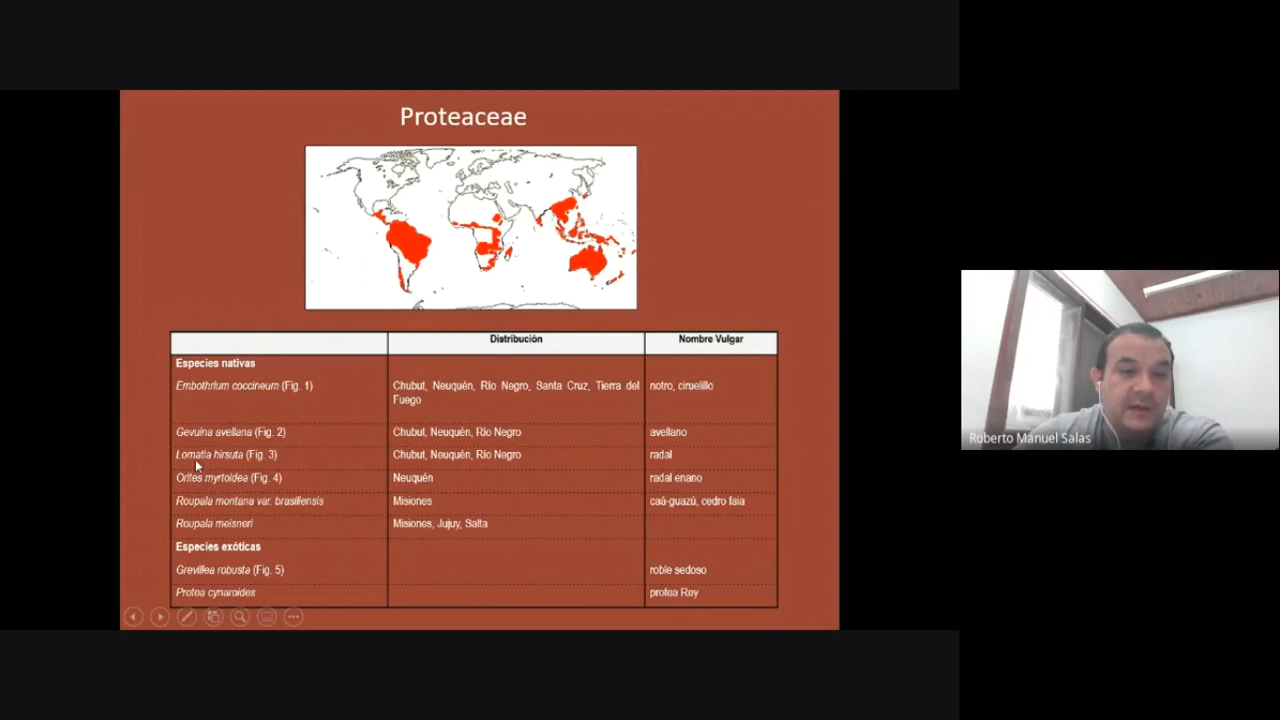 Proteaceae
Distribución Nombre Vulgar
Especies nativas
Embothrium coccineum (Fig. 1) Chubut, Neuquén, Río Negro, Santa Cruz, Tierra del notro, ciruelillo
Fuego
Gevuina avellana (Fig. 2) Chubut, Neuquén, Río Negro avellano
Lomatia hirsuta (Fig. 3) Chubut, Neuquén, Río Negro radal
Orites myrtoidea (Fig. 4) Neuquén radal enano
Roupala montana var. brasiliensis Misiones caá-guazú, cedro faia
Roupala meisneri Misiones, Jujuy, Salta
Especies exóticas
Grevillea robusta (Fig. 5) roble sedoso
Protea cynaroides protea Rey
Roberto Manuel Salas